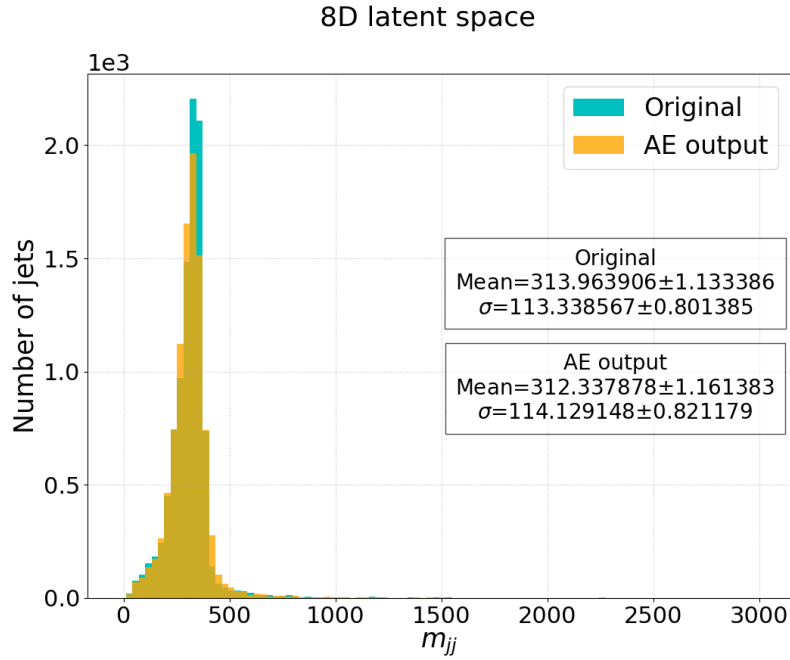 8D latent space
1e3
Original
AE output
2.0
1.5
1.0
0.5
0.0
Number of jets
Original
Mean=313.963906±1.133386
σ=113.338567±0.801385
AE output
Mean=312.337878±1.161383
σ=114.129148±0.821179
0 500 1000 1500 2000 2500 3000
m_{jj}